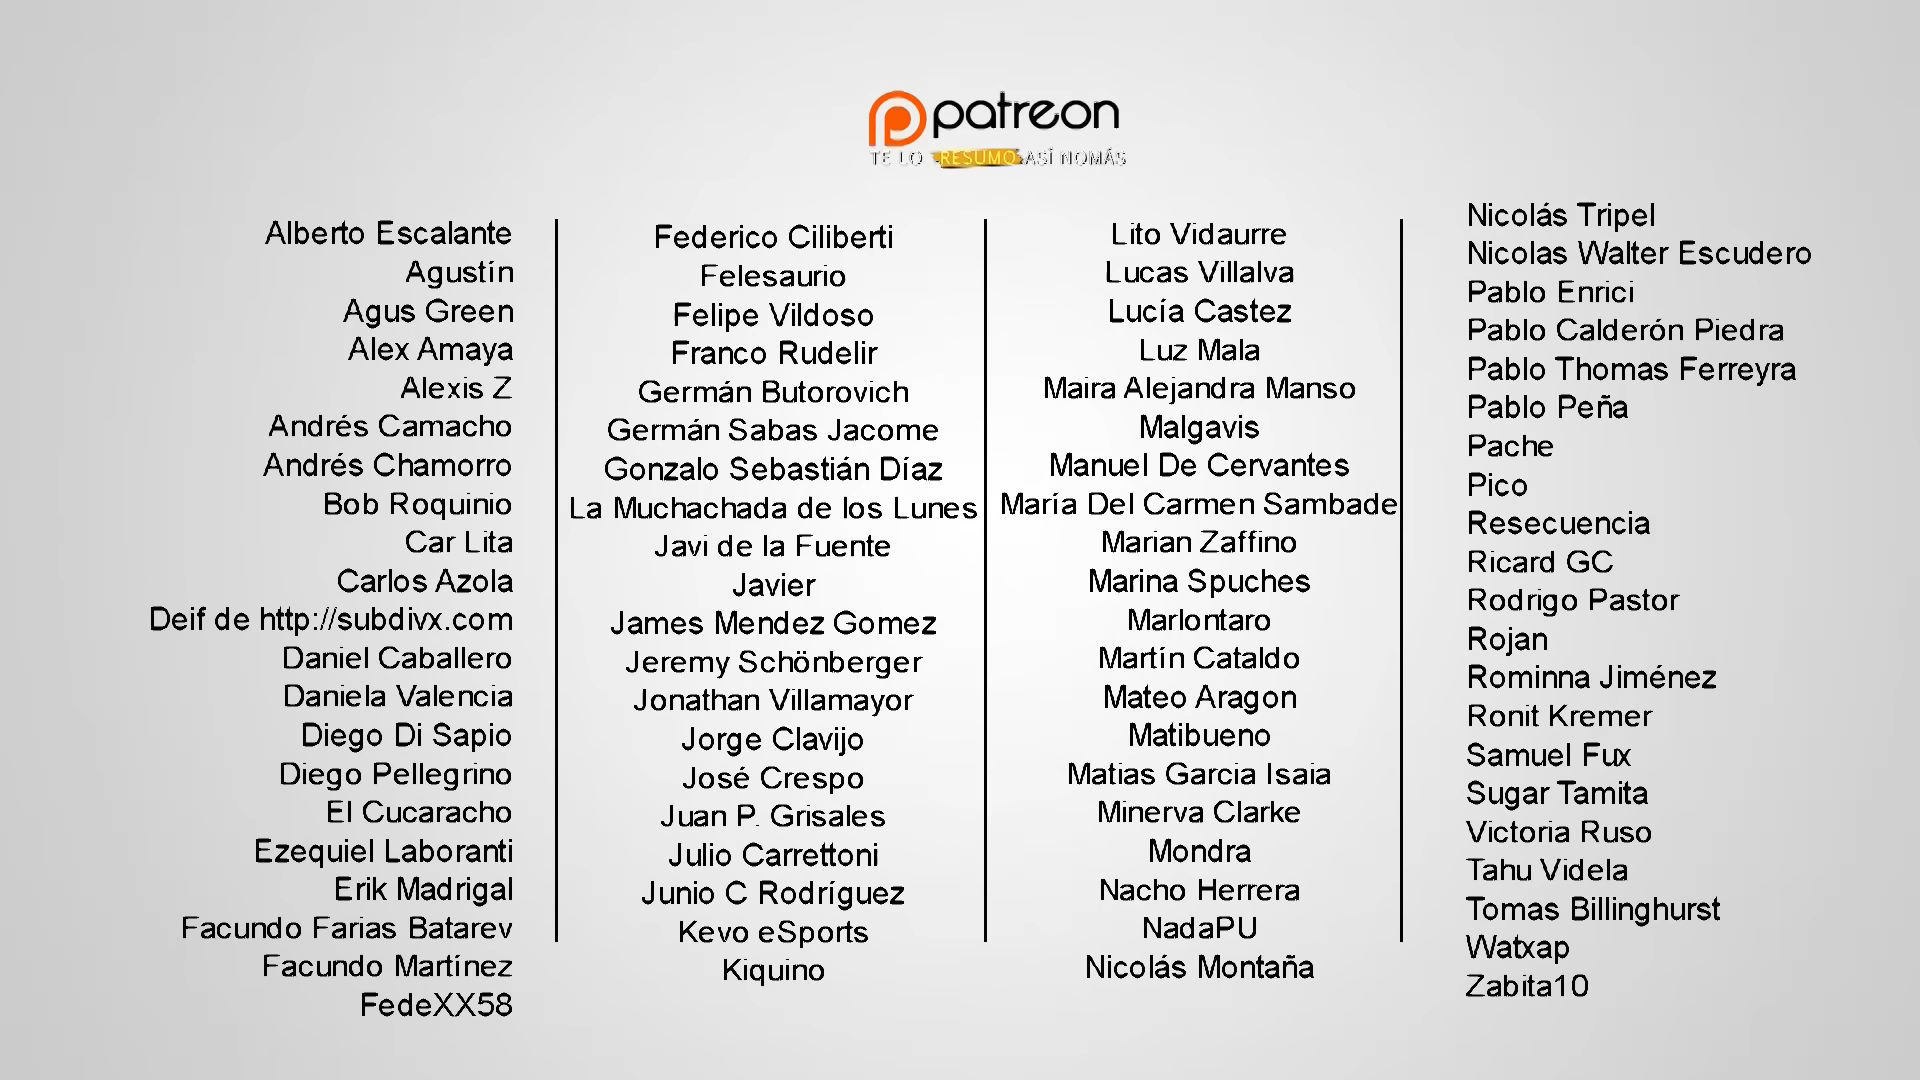 patreon
TE LO RESUMO ASÍ NOMÁS
Alberto Escalante
Agustín
Agus Green
Alex Amaya
Alexis Z
Andrés Camacho
Andrés Chamorro
Bob Roquinio
Car Lita
Carlos Azola
Deif de http://subdivx.com
Daniel Caballero
Daniela Valencia
Diego Di Sapio
Diego Pellegrino
El Cucaracho
Ezequiel Laboranti
Erik Madrigal
Facundo Farias Batarev
Facundo Martínez
FedeXX58
Federico Ciliberti
Felesaurio
Felipe Vildoso
Franco Rudelir
Germán Butorovich
Germán Sabas Jacome
Gonzalo Sebastián Díaz
La Muchachada de los Lunes
Javi de la Fuente
Javier
James Mendez Gomez
Jeremy Schönberger
Jonathan Villamayor
Jorge Clavijo
José Crespo
Juan P. Grisales
Julio Carrettoni
Junio C Rodríguez
Kevo eSports
Kiquino
Lito Vidaurre
Lucas Villalva
Lucía Castez
Luz Mala
Maira Alejandra Manso
Malgavis
Manuel De Cervantes
María Del Carmen Sambade
Marian Zaffino
Marina Spuches
Marlontaro
Martín Cataldo
Mateo Aragon
Matibueno
Matias Garcia Isaia
Minerva Clarke
Mondra
Nacho Herrera
NadaPU
Nicolás Montaña
Nicolás Tripel
Nicolas Walter Escudero
Pablo Enrici
Pablo Calderón Piedra
Pablo Thomas Ferreyra
Pablo Peña
Pache
Pico
Resecuencia
Ricard GC
Rodrigo Pastor
Rojan
Rominna Jiménez
Ronit Kremer
Samuel Fux
Sugar Tamita
Victoria Ruso
Tahu Videla
Tomas Billinghurst
Watxap
Zabita10